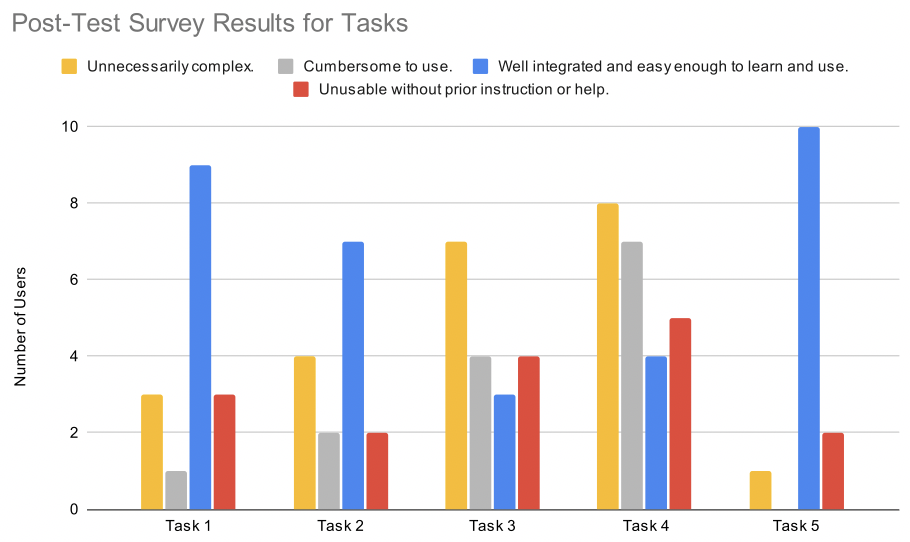 Post-Test Survey Results for Tasks
Unnecessarily complex. Cumbersome to use. Well integrated and easy enough to learn and use.
Unusable without prior instruction or help.
10
8
6
4
2
0
Number of Users
Task 1 Task 2 Task 3 Task 4 Task 5